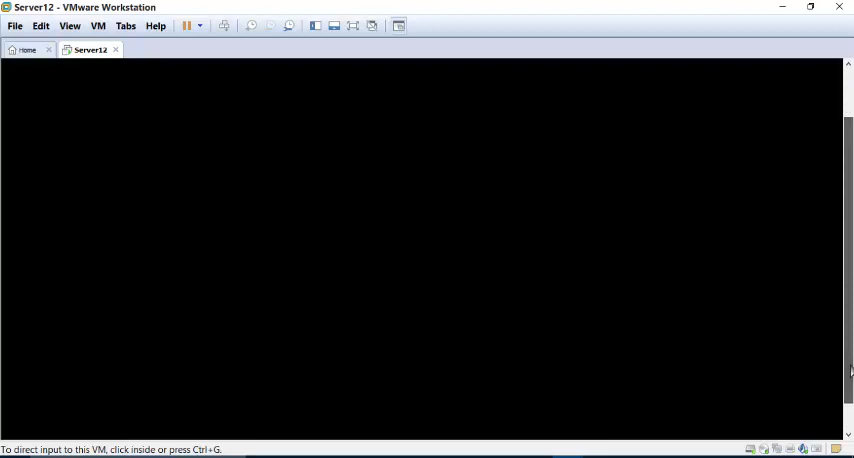 Server12 - VMware Workstation
File Edit View VM Tabs Help
Home Server12
To direct input to this VM, click inside or press Ctrl+G.